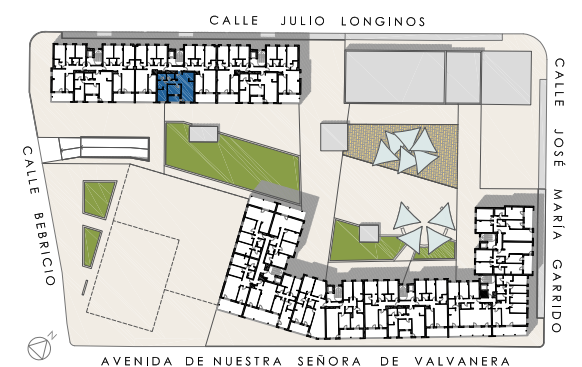 CALLE JULIO LONGINOS
CALLE JOSÉ MARÍA GARRIDO
CALLE BEBRICIO
N
AVENIDA DE NUESTRA SEÑORA DE VALVANERA